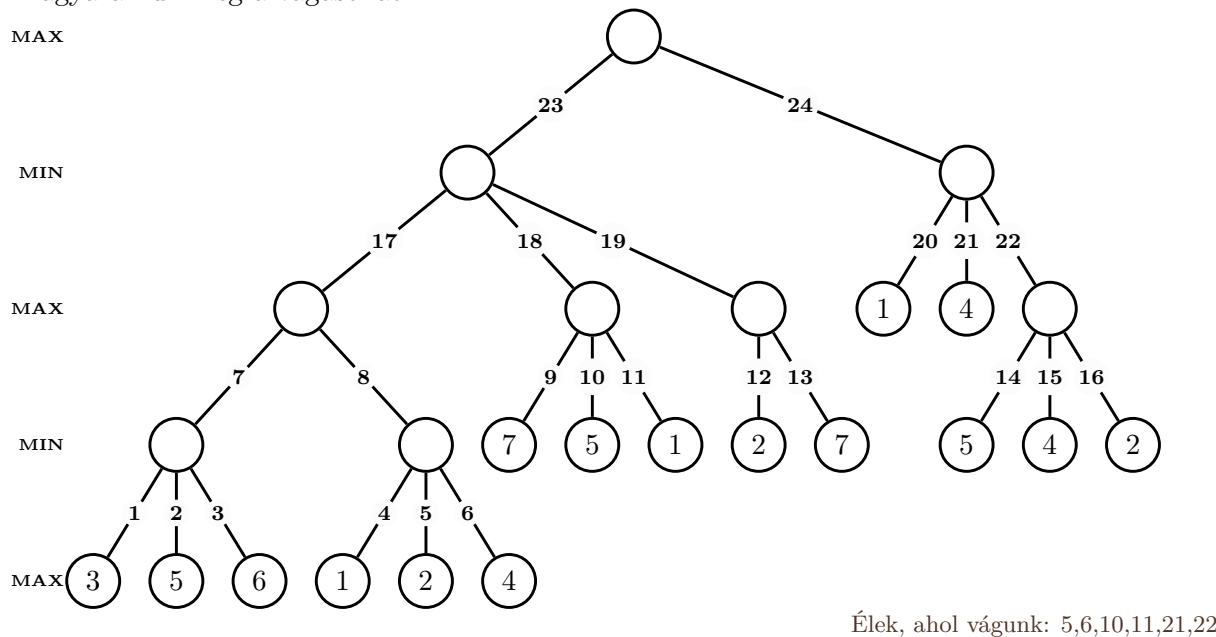 MAX
23 24
MIN
17 18 19 20 21 22
MAX
1 4
7 8 9 10 11 12 13 14 15 16
MIN
7 5 1 2 7 5 4 2
1 2 3 4 5 6
MAX 3 5 6 1 2 4
Élek, ahol vágunk: 5,6,10,11,21,22